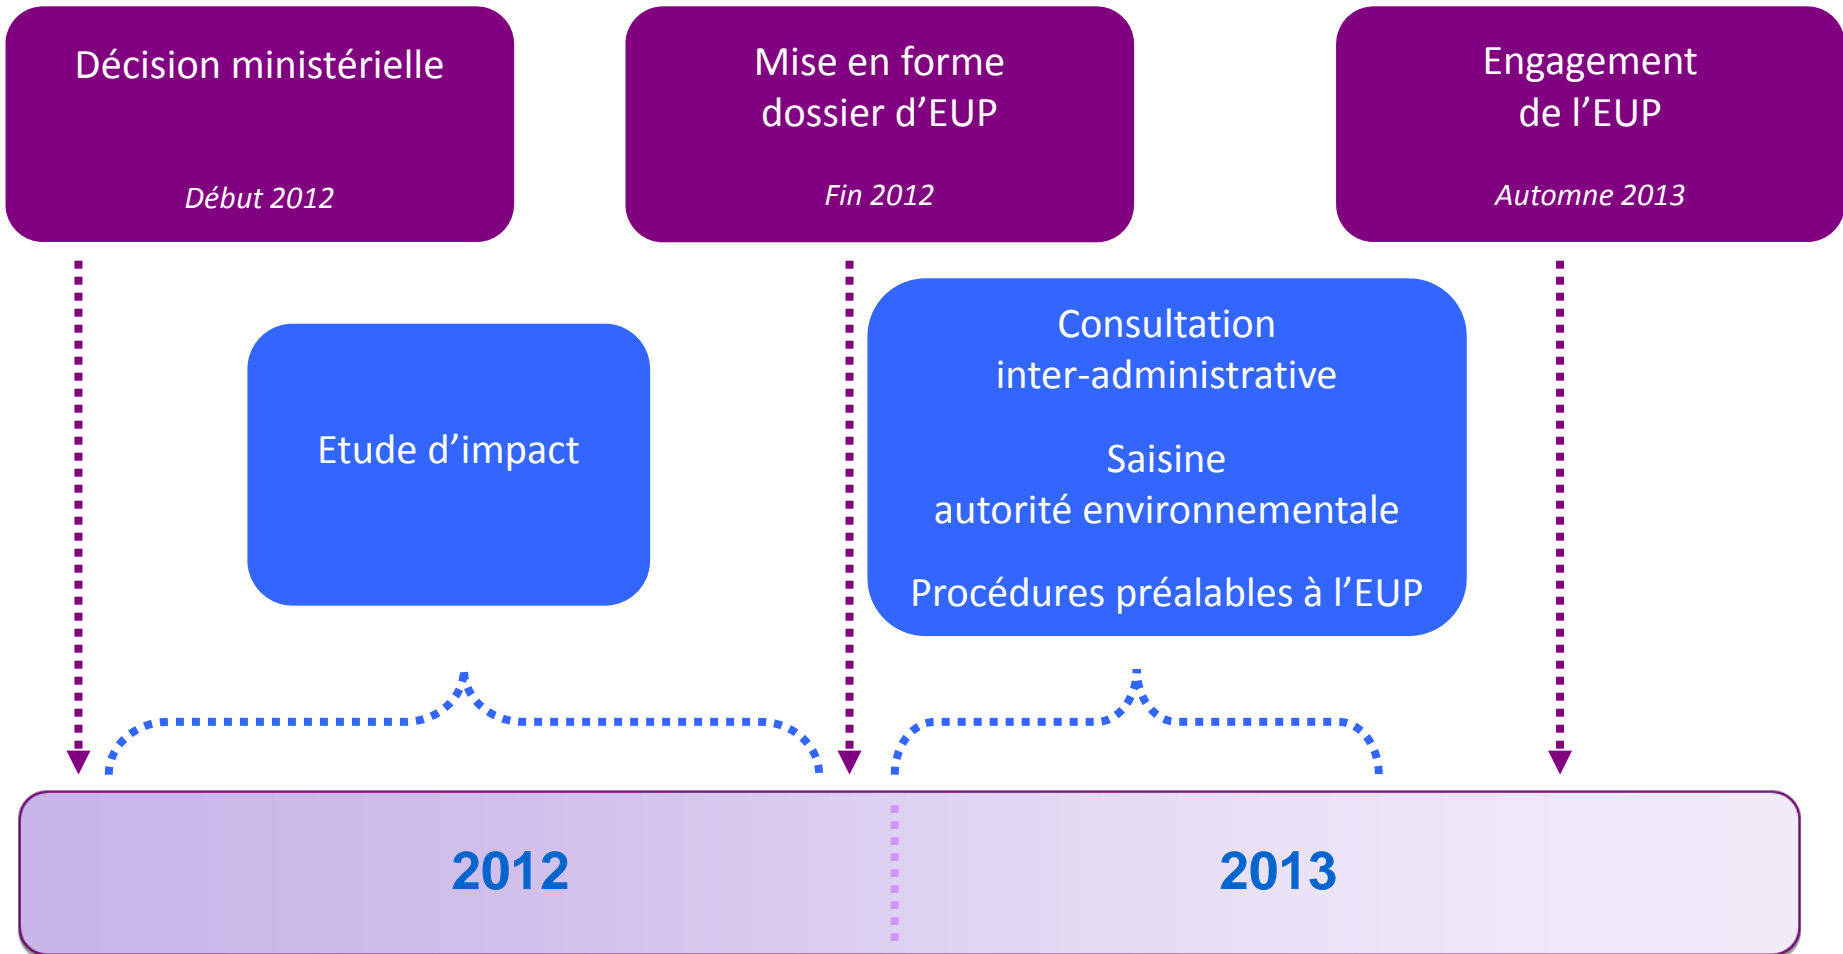 Décision ministérielle
Début 2012
Mise en forme
dossier d’EUP
Fin 2012
Engagement
de l’EUP
Automne 2013
Etude d’impact
Consultation
inter-administrative
Saisine
autorité environnementale
Procédures préalables à l’EUP
2012
2013